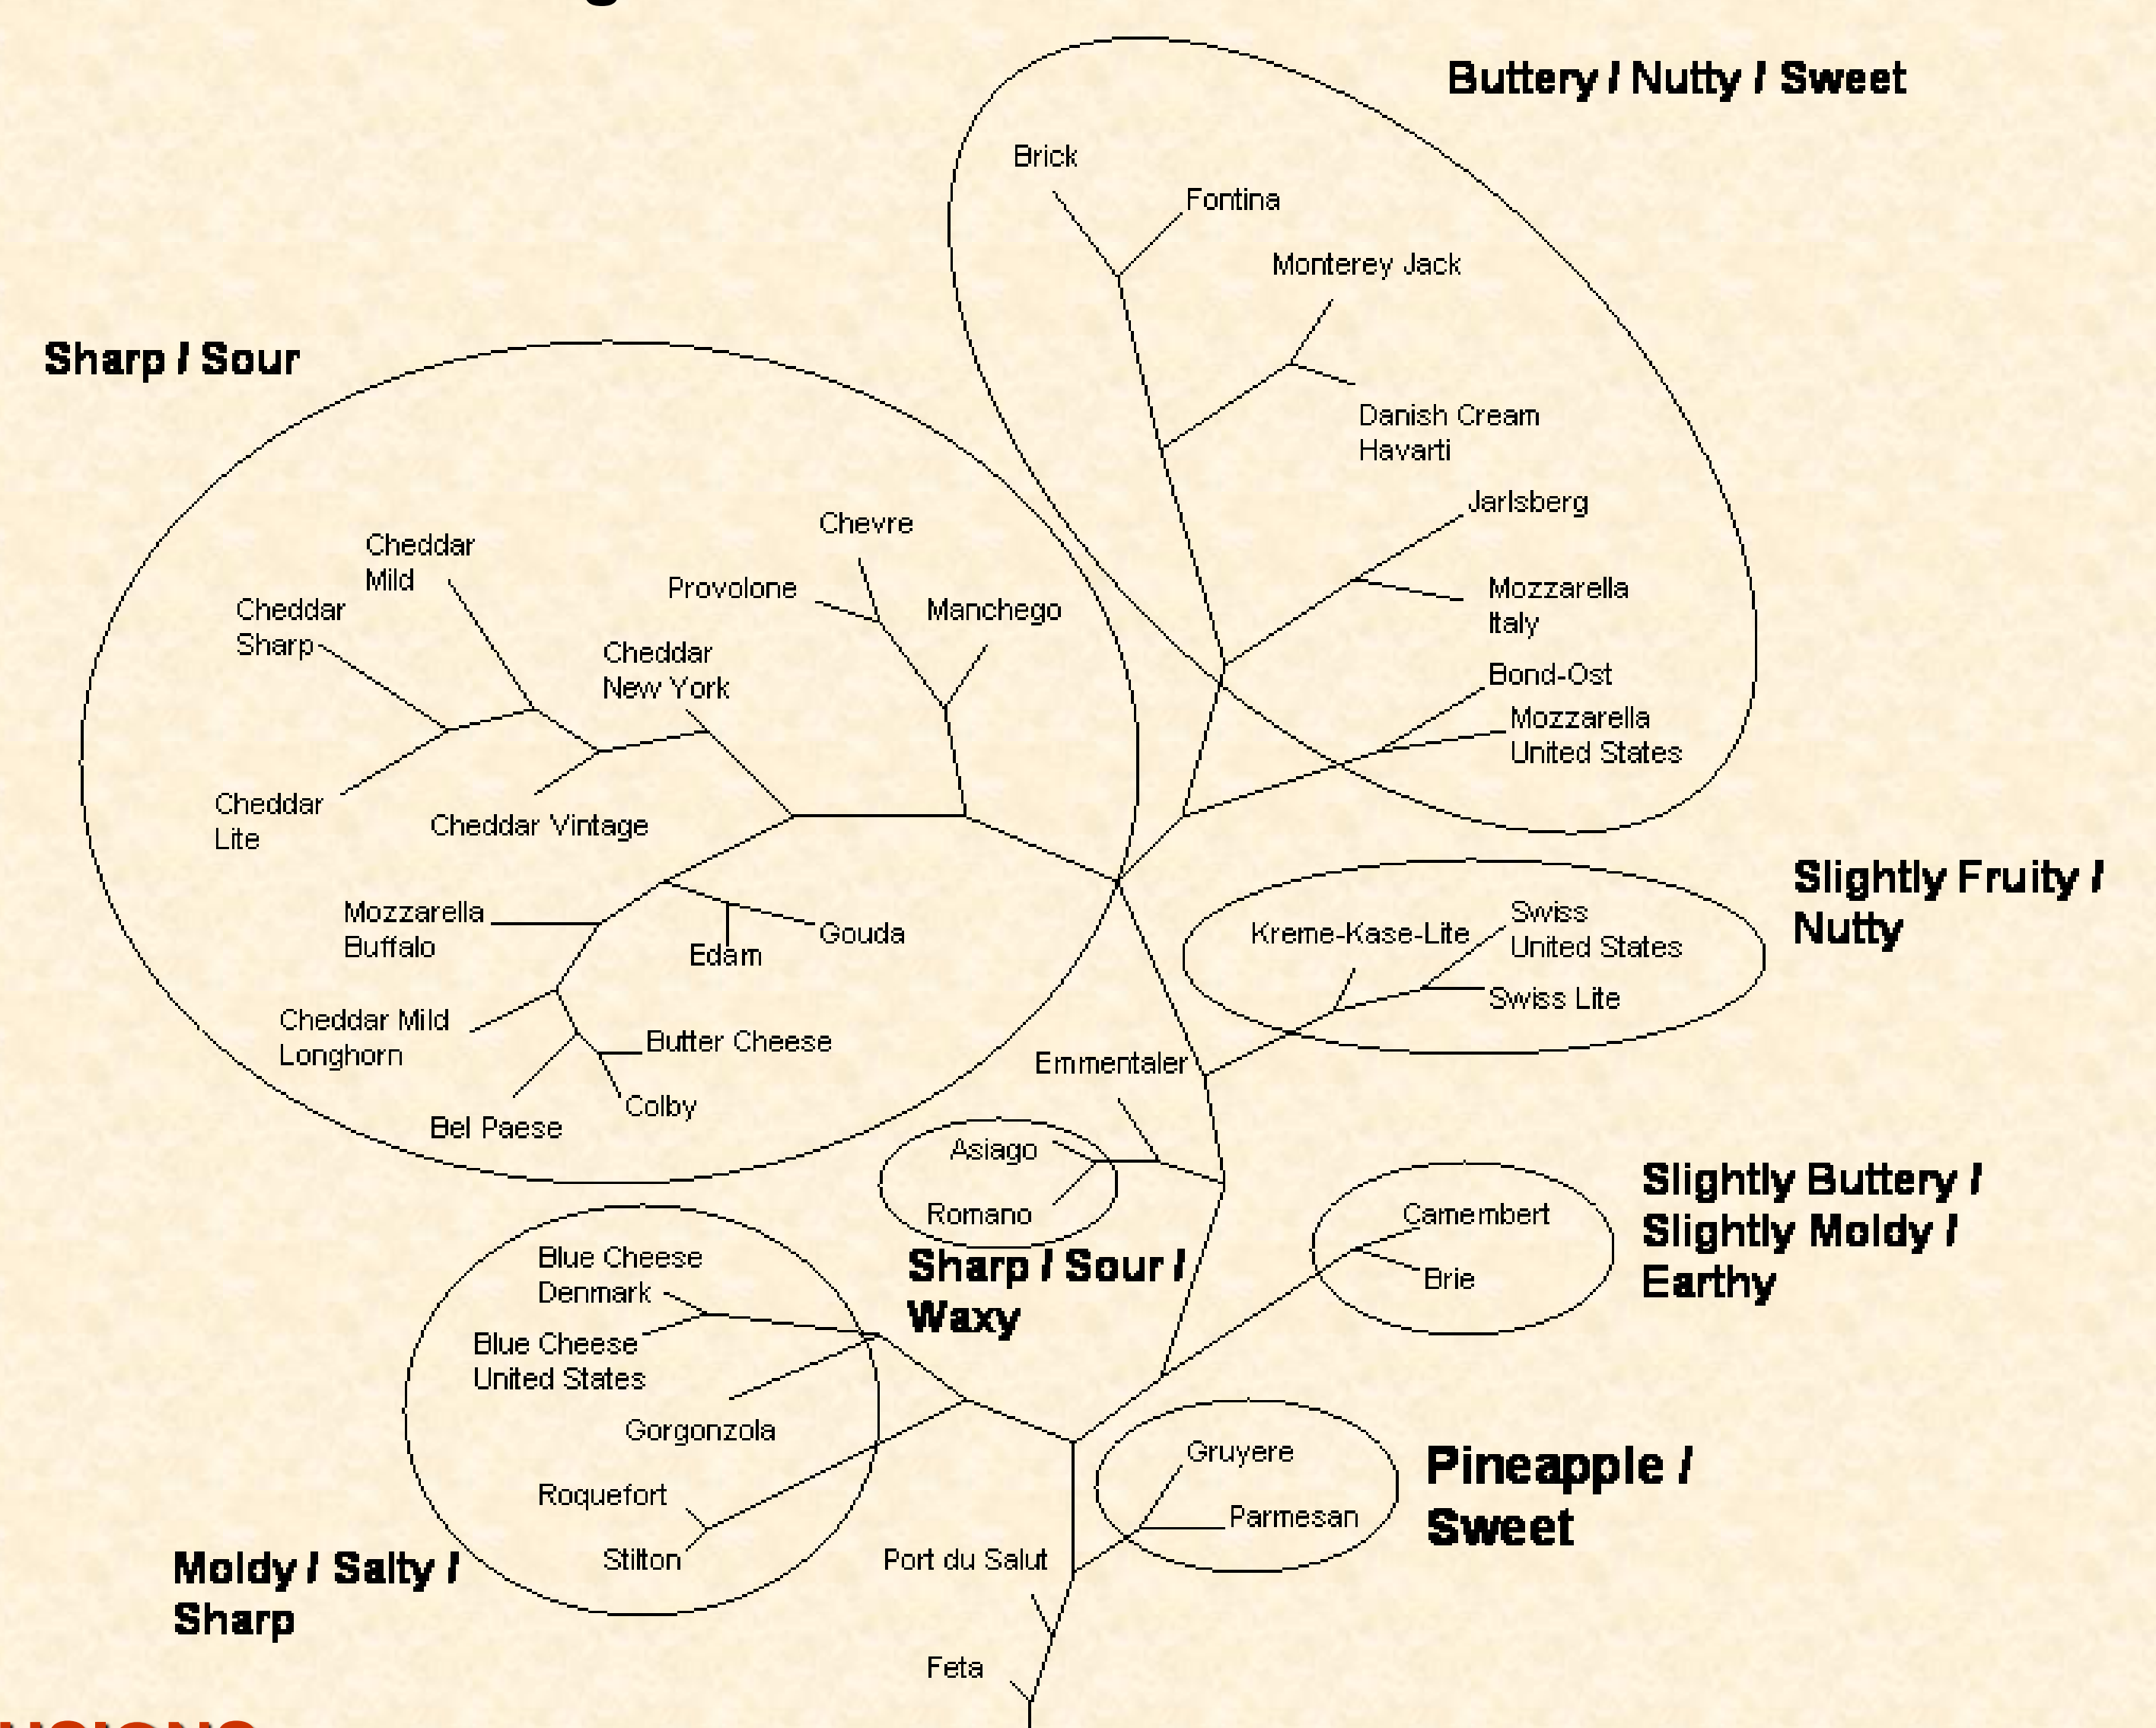 Buttery / Nutty / Sweet
Brick
Fontina
Monterey Jack
Danish Cream
Havarti
Jarlsberg
Mozzarella
Italy
Bond-Ost
Mozzarella
United States
Sharp / Sour
Chevre
Provolone
Manchego
Cheddar
Mild
Cheddar
Sharp
Cheddar
New York
Cheddar
Lite
Cheddar Vintage
Mozzarella
Buffalo
Edam
Gouda
Cheddar Mild
Longhorn
Butter Cheese
Colby
Bel Paese
Slightly Fruity /
Nutty
Kreme-Kase-Lite
Swiss
United States
Swiss Lite
Emmentaler
Asiago
Romano
Sharp / Sour /
Waxy
Slightly Buttery /
Slightly Moldy /
Earthy
Camembert
Brie
Blue Cheese
Denmark
Blue Cheese
United States
Gorgonzola
Roquefort
Stilton
Moldy / Salty /
Sharp
Gruyere
Parmesan
Pineapple /
Sweet
Port du Salut
Feta